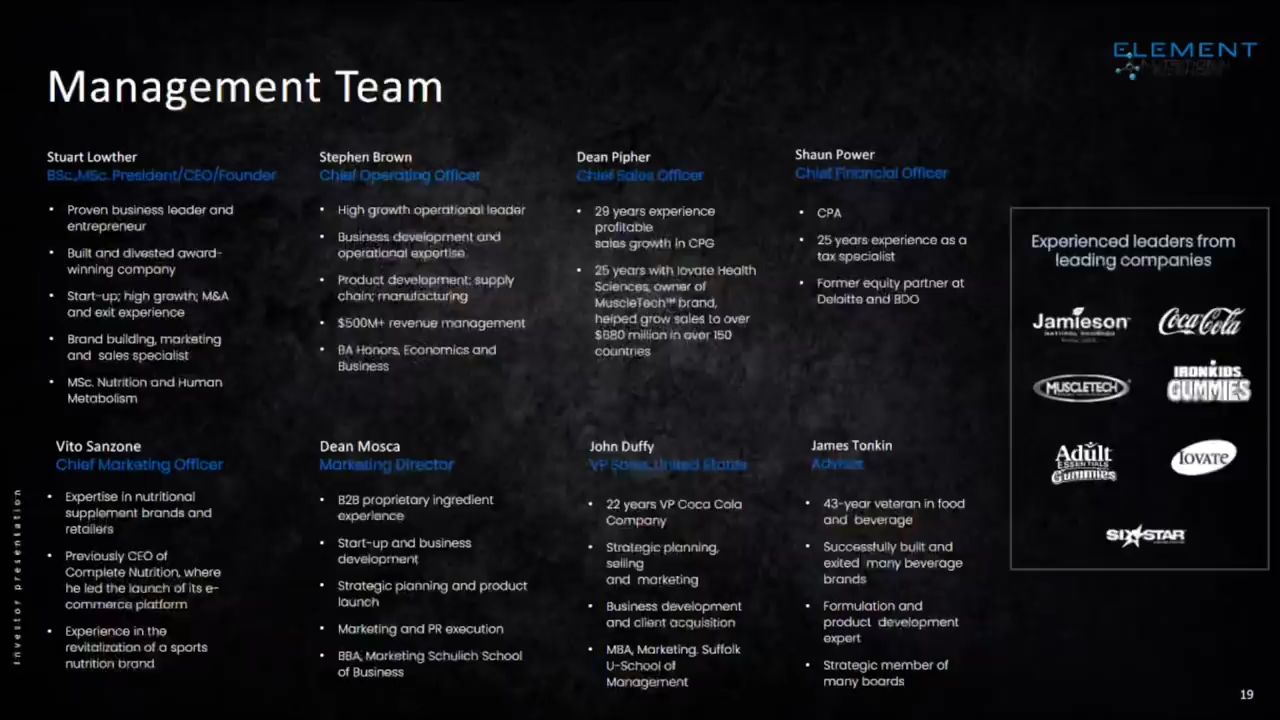 ELEMENT
Management Team
Stuart Lowther
BSc.,MSc. President/CEO/Founder
• Proven business leader and
entrepreneur
• Built and divested award-
winning company
• Start-up; high growth; M&A
and exit experience
• Brand building, marketing
and sales specialist
• MSc. Nutrition and Human
Metabolism
Stephen Brown
Chief Operating Officer
• High growth operational leader
• Business development and
operational expertise
• Product development; supply
chain; manufacturing
• $500M+ revenue management
• BA Honors, Economics and
Business
Dean Pipher
Chief Sales Officer
• 29 years experience
profitable
sales growth in CPG
• 25 years with Iovate Health
Sciences, owner of
MuscleTech™ brand,
helped grow sales to over
$680 million in over 150
countries
Shaun Power
Chief Financial Officer
• CPA
• 25 years experience as a
tax specialist
• Former equity partner at
Deloitte and BDO
Vito Sanzone
Chief Marketing Officer
• Expertise in nutritional
supplement brands and
retailers
• Previously CEO of
Complete Nutrition, where
he led the launch of its e-
commerce platform
• Experience in the
revitalization of a sports
nutrition brand
Dean Mosca
Marketing Director
• B2B proprietary ingredient
experience
• Start-up and business
development
• Strategic planning and product
launch
• Marketing and PR execution
• BBA, Marketing Schulich School
of Business
John Duffy
VP Sales, United States
• 22 years VP Coca Cola
Company
• Strategic planning,
selling
and marketing
• Business development
and client acquisition
• MBA, Marketing. Suffolk
U-School of
Management
James Tonkin
Advisor
• 43-year veteran in food
and beverage
• Successfully built and
exited many beverage
brands
• Formulation and
product development
expert
• Strategic member of
many boards
Experienced leaders from
leading companies
Jamieson
Coca-Cola
MUSCLETECH
IRONKIDS
GUMMIES
Adult
ESSENTIALS
Gummies
Iovate
SIX STAR
Investor presentation
19